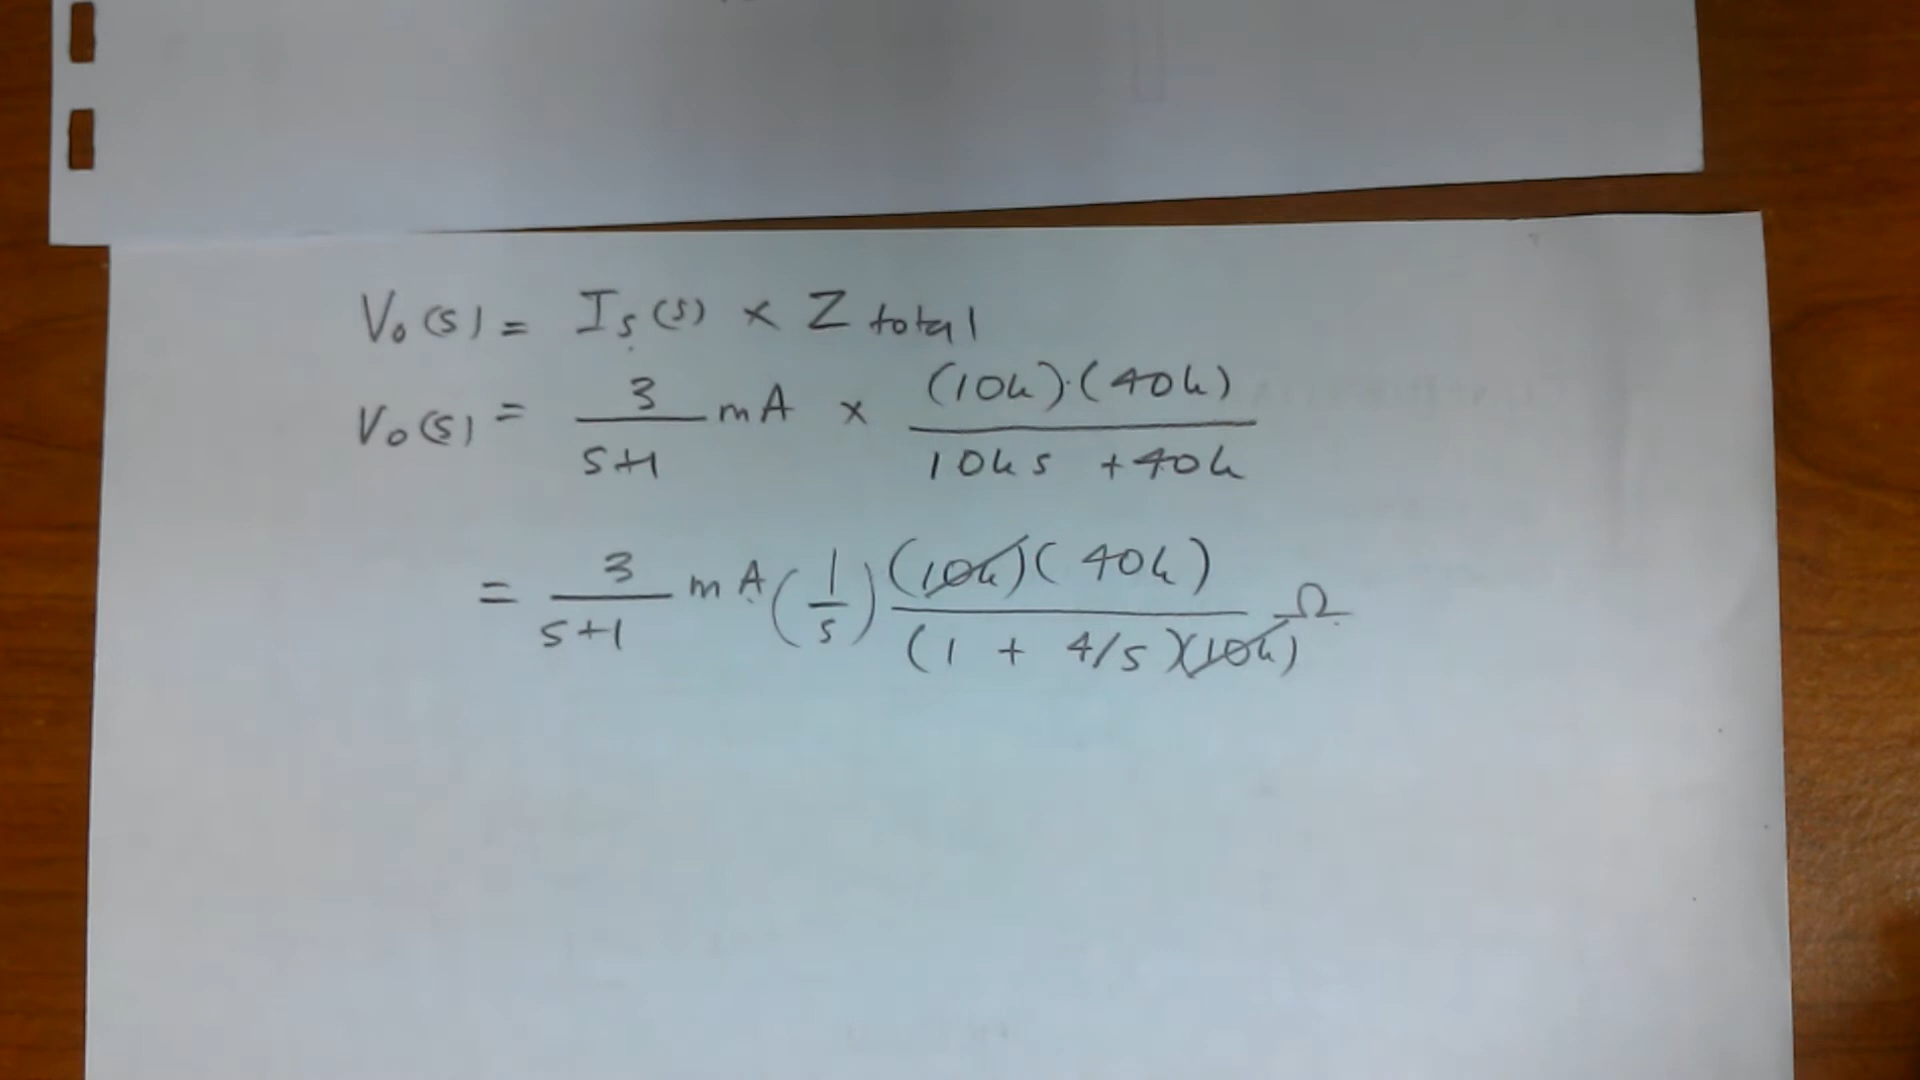 Vo(s) = Is(s) × Z total
Vo(s) = 3/(s+1) mA × (10k)·(40k)/(10ks + 40k)
= 3/(s+1) mA (1/s) (10k)(40k)/((1 + 4/s)(10k)) Ω